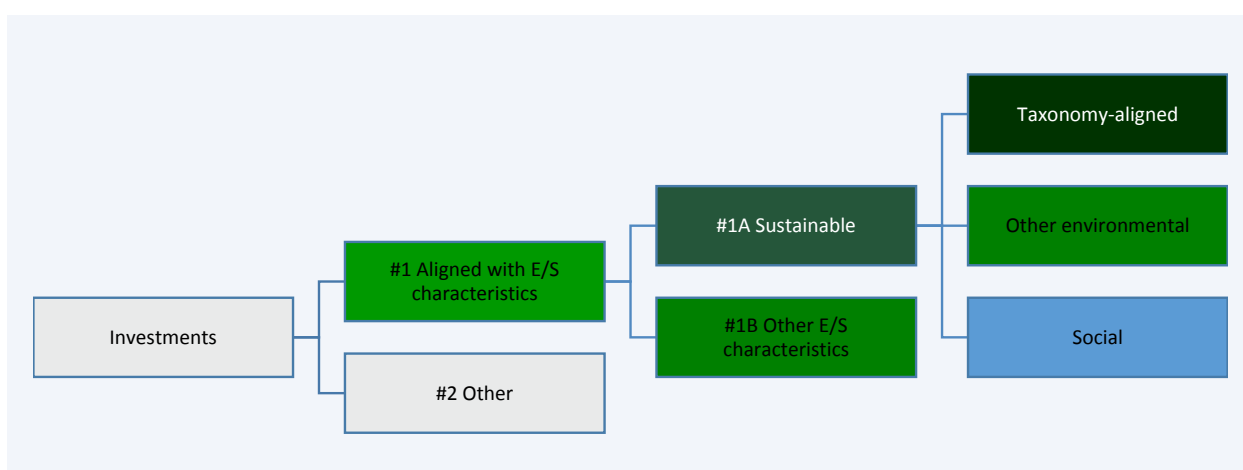 Investments
#1 Aligned with E/S
characteristics
#2 Other
#1A Sustainable
#1B Other E/S
characteristics
Taxonomy-aligned
Other environmental
Social